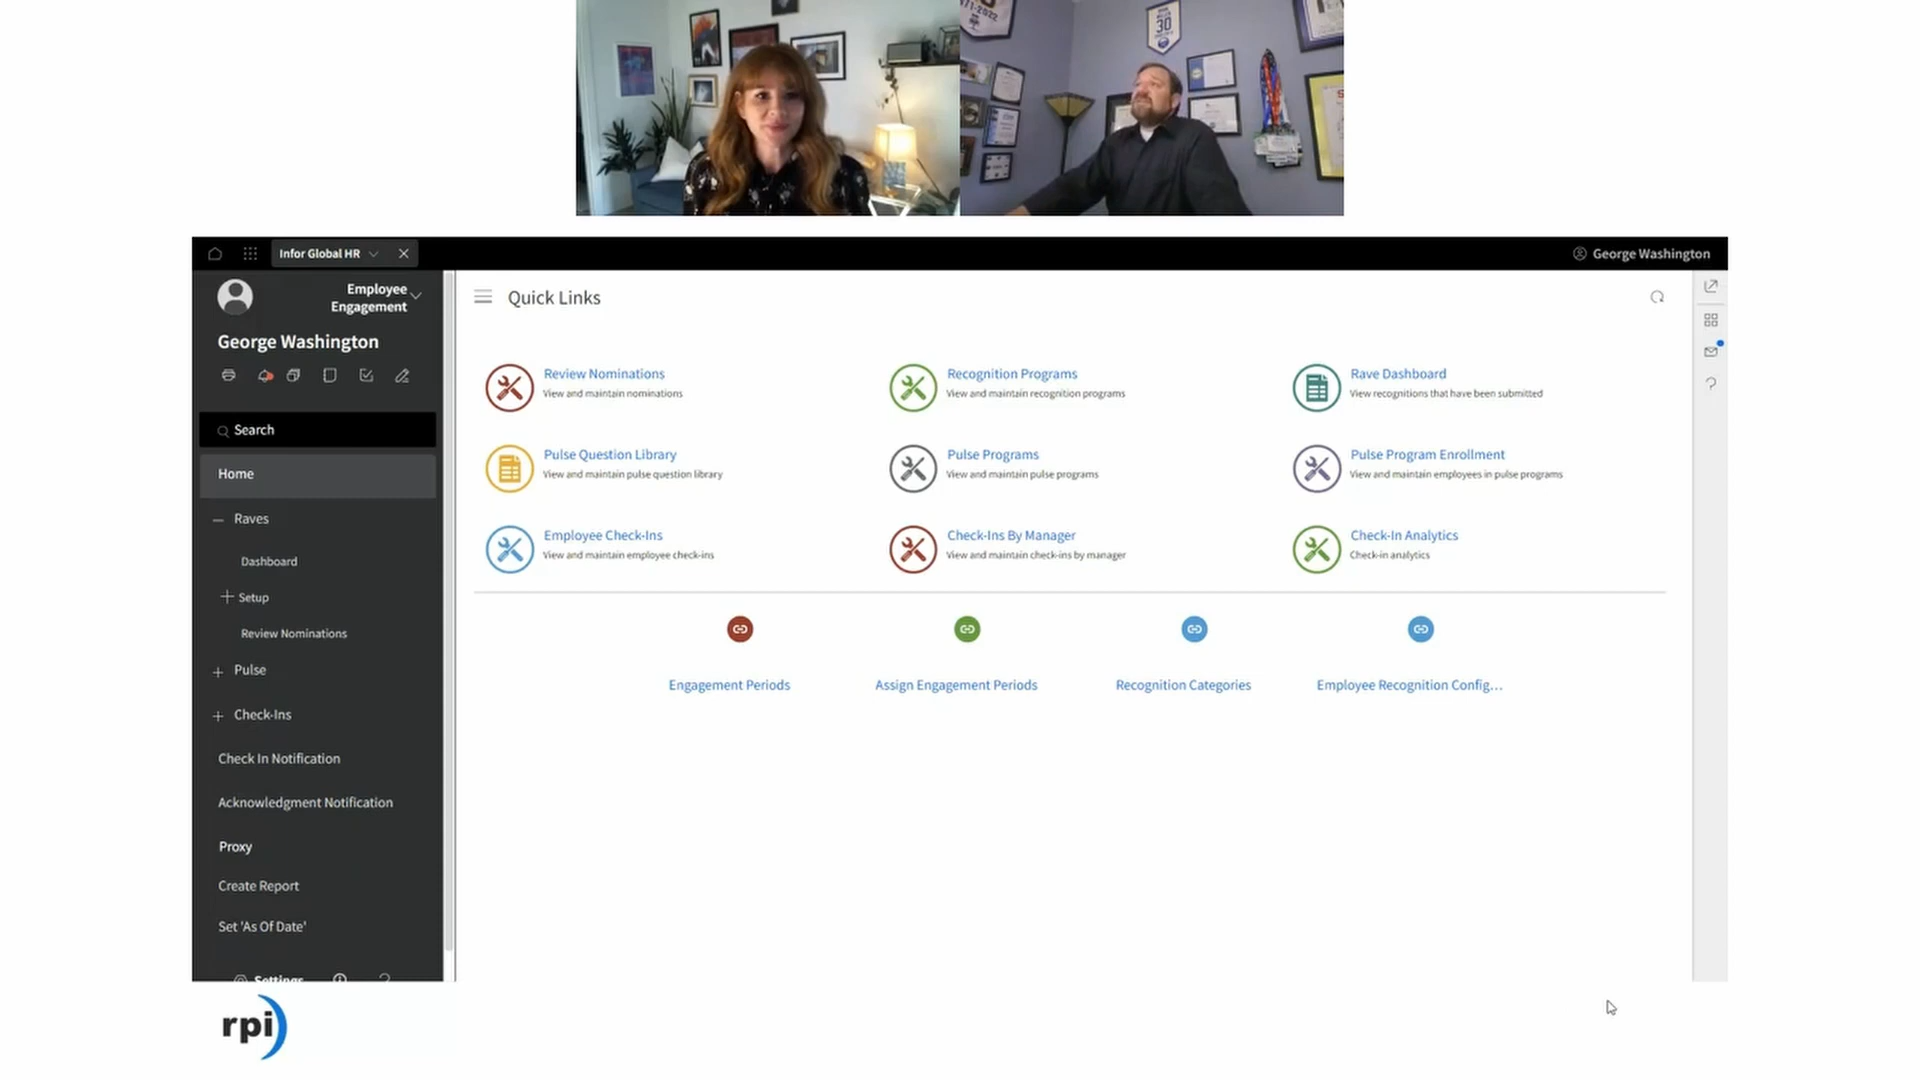 71-2022
30
Infor Global HR
George Washington
Employee
Engagement
George Washington
Search
Home
Raves
Dashboard
Setup
Review Nominations
Pulse
Check-Ins
Check In Notification
Acknowledgment Notification
Proxy
Create Report
Set 'As Of Date'
Settings
Quick Links
Review Nominations
View and maintain nominations
Recognition Programs
View and maintain recognition programs
Rave Dashboard
View recognitions that have been submitted
Pulse Question Library
View and maintain pulse question library
Pulse Programs
View and maintain pulse programs
Pulse Program Enrollment
View and maintain employees in pulse programs
Employee Check-Ins
View and maintain employee check-ins
Check-Ins By Manager
View and maintain check-ins by manager
Check-In Analytics
Check-in analytics
Engagement Periods
Assign Engagement Periods
Recognition Categories
Employee Recognition Config...
rpi